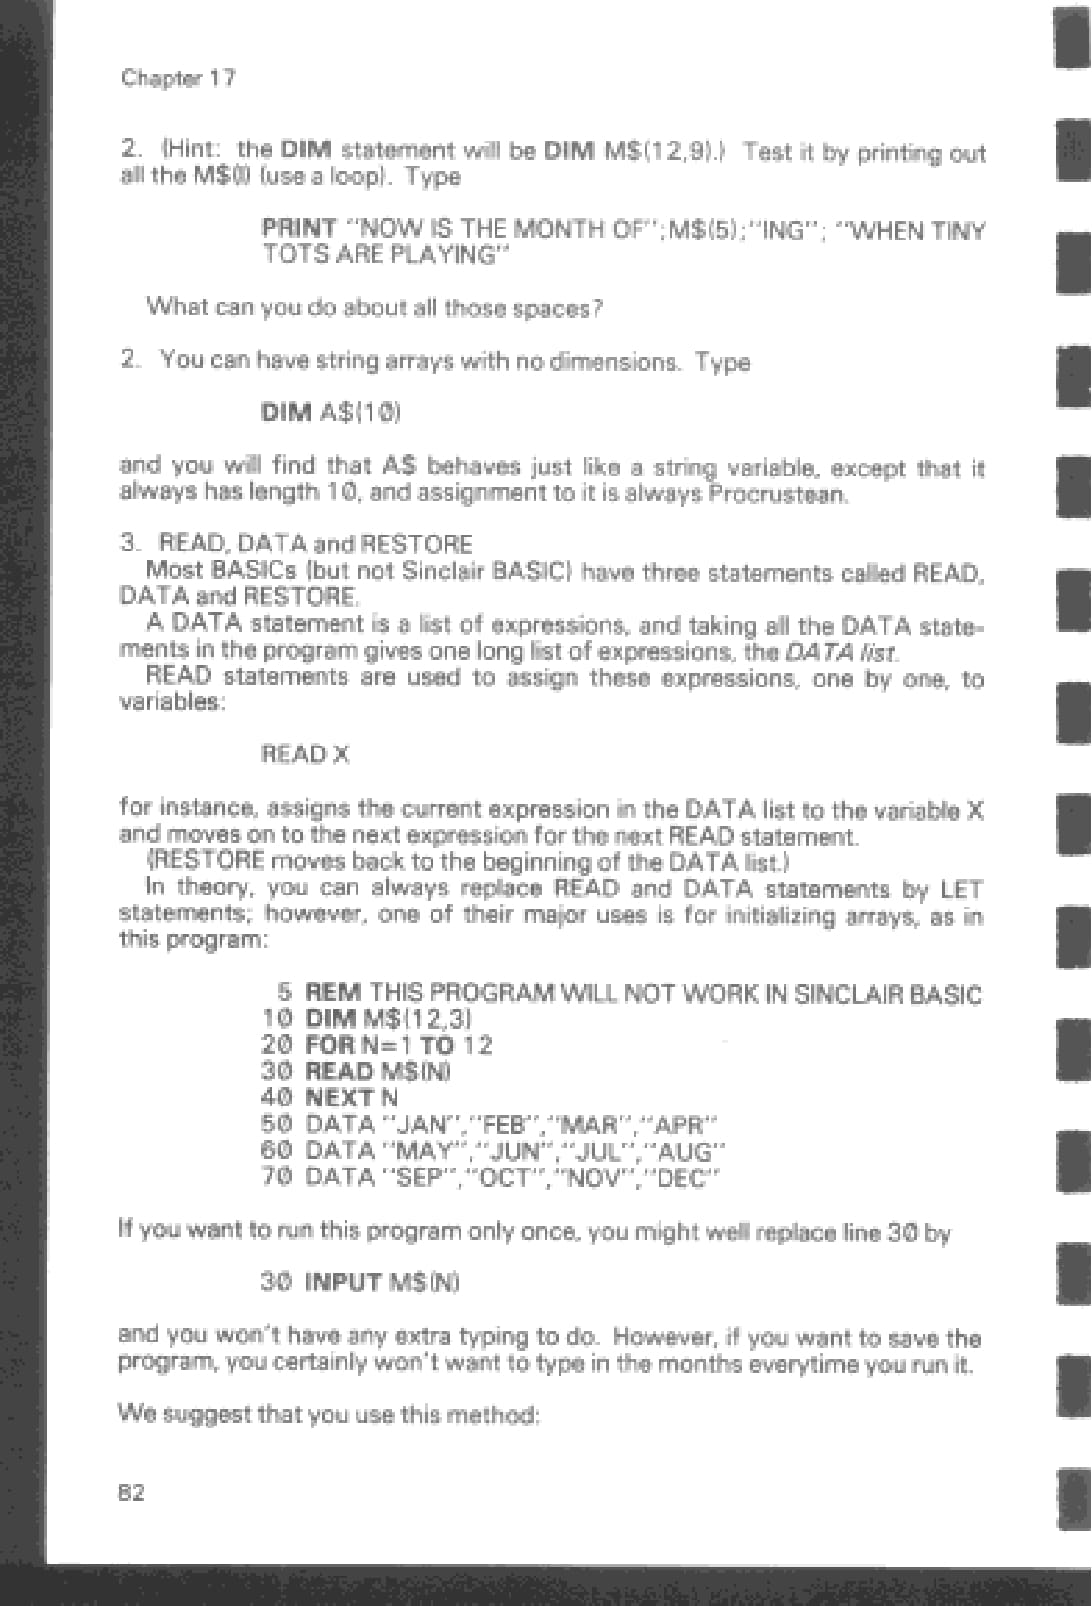 Chapter 17
2. (Hint: the DIM statement will be DIM M$(12,9).) Test it by printing out
all the M$(I) (use a loop). Type
PRINT "NOW IS THE MONTH OF";M$(5);"ING"; "WHEN TINY
TOTS ARE PLAYING"
What can you do about all those spaces?
2. You can have string arrays with no dimensions. Type
DIM A$(10)
and you will find that A$ behaves just like a string variable, except that it
always has length 10, and assignment to it is always Procrustean.
3. READ, DATA and RESTORE
Most BASICs (but not Sinclair BASIC) have three statements called READ,
DATA and RESTORE.
A DATA statement is a list of expressions, and taking all the DATA state-
ments in the program gives one long list of expressions, the DATA list.
READ statements are used to assign these expressions, one by one, to
variables:
READ X
for instance, assigns the current expression in the DATA list to the variable X
and moves on to the next expression for the next READ statement.
(RESTORE moves back to the beginning of the DATA list.)
In theory, you can always replace READ and DATA statements by LET
statements; however, one of their major uses is for initializing arrays, as in
this program:
5 REM THIS PROGRAM WILL NOT WORK IN SINCLAIR BASIC
10 DIM M$(12,3)
20 FOR N=1 TO 12
30 READ M$(N)
40 NEXT N
50 DATA "JAN","FEB","MAR","APR"
60 DATA "MAY","JUN","JUL","AUG"
70 DATA "SEP","OCT","NOV","DEC"
If you want to run this program only once, you might well replace line 30 by
30 INPUT M$(N)
and you won't have any extra typing to do. However, if you want to save the
program, you certainly won't want to type in the months everytime you run it.
We suggest that you use this method:
82